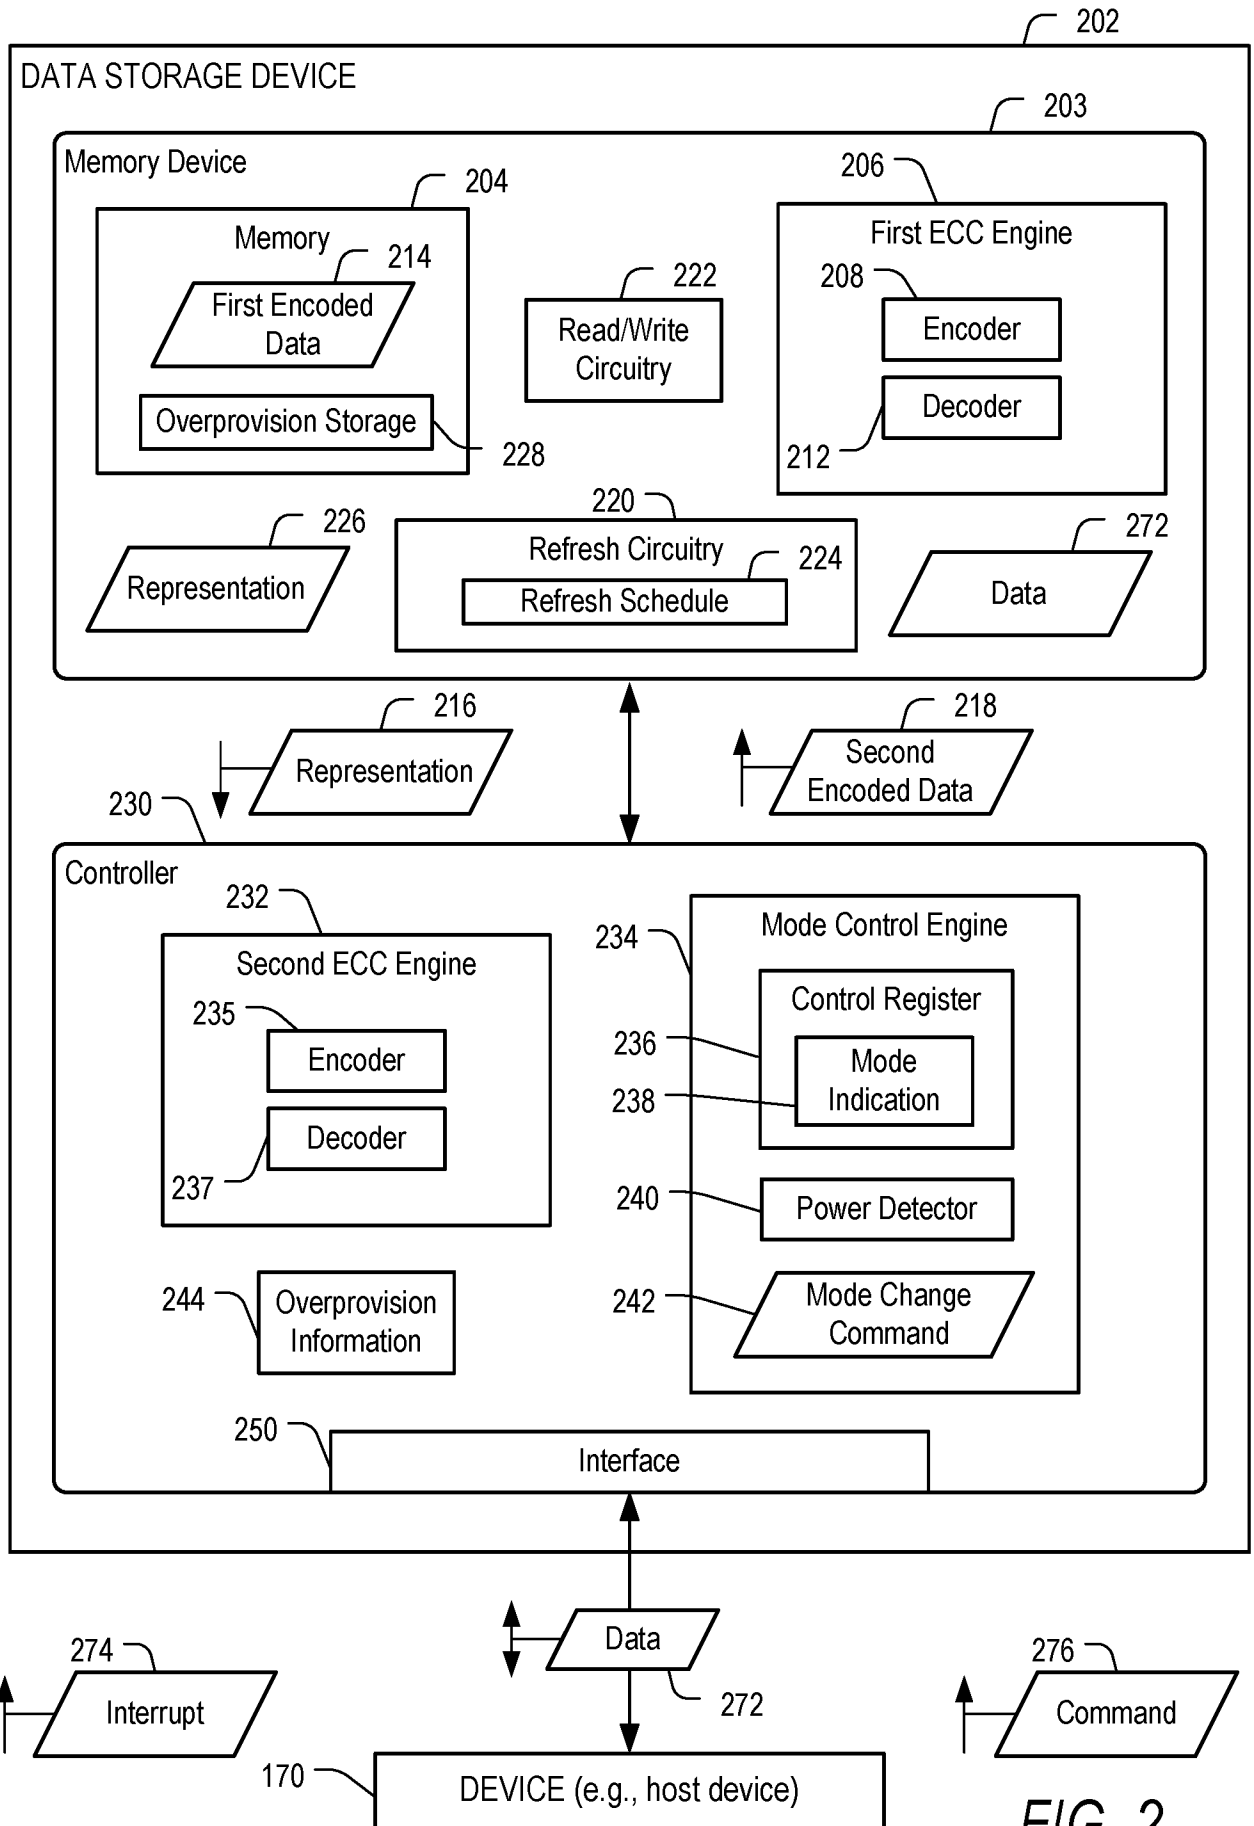 202
DATA STORAGE DEVICE
203
Memory Device
204
206
Memory
First ECC Engine
214
First Encoded
Data
222
Read/Write
Circuitry
208
Encoder
Decoder
212
Overprovision Storage
228
220
226
Representation
Refresh Circuitry
224
Refresh Schedule
272
Data
216
Representation
218
Second
Encoded Data
230
Controller
232
Second ECC Engine
235
Encoder
Decoder
237
234
Mode Control Engine
Control Register
236
Mode
Indication
238
240
Power Detector
242
Mode Change
Command
244
Overprovision
Information
250
Interface
Data
272
274
Interrupt
276
Command
170
DEVICE (e.g., host device)
FIG. 2